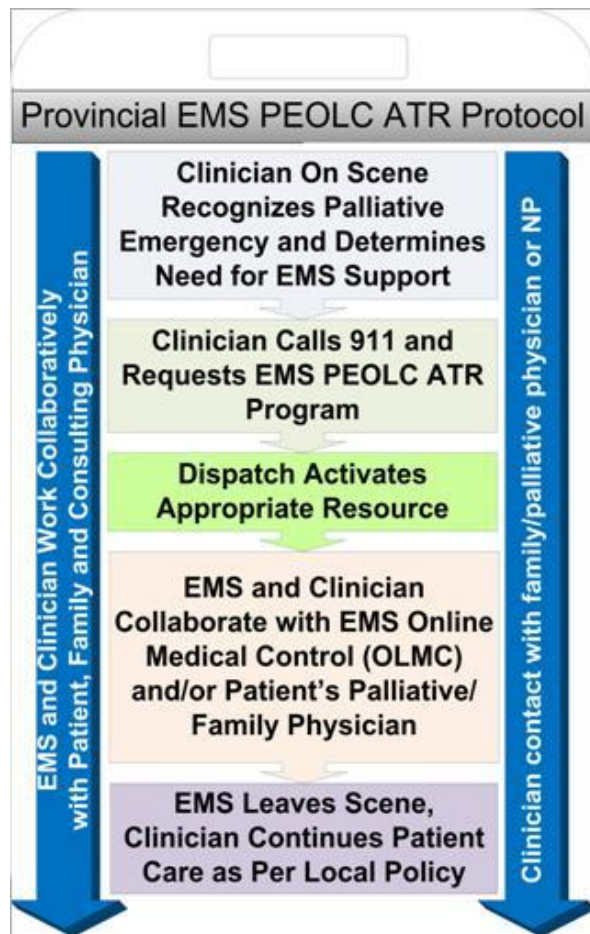 Provincial EMS PEOLC ATR Protocol
EMS and Clinician Work Collaboratively
with Patient, Family and Consulting Physician
Clinician On Scene
Recognizes Palliative
Emergency and Determines
Need for EMS Support
Clinician Calls 911 and
Requests EMS PEOLC ATR
Program
Dispatch Activates
Appropriate Resource
EMS and Clinician
Collaborate with EMS Online
Medical Control (OLMC)
and/or Patient’s Palliative/
Family Physician
EMS Leaves Scene,
Clinician Continues Patient
Care as Per Local Policy
Clinician contact with family/palliative physician or NP